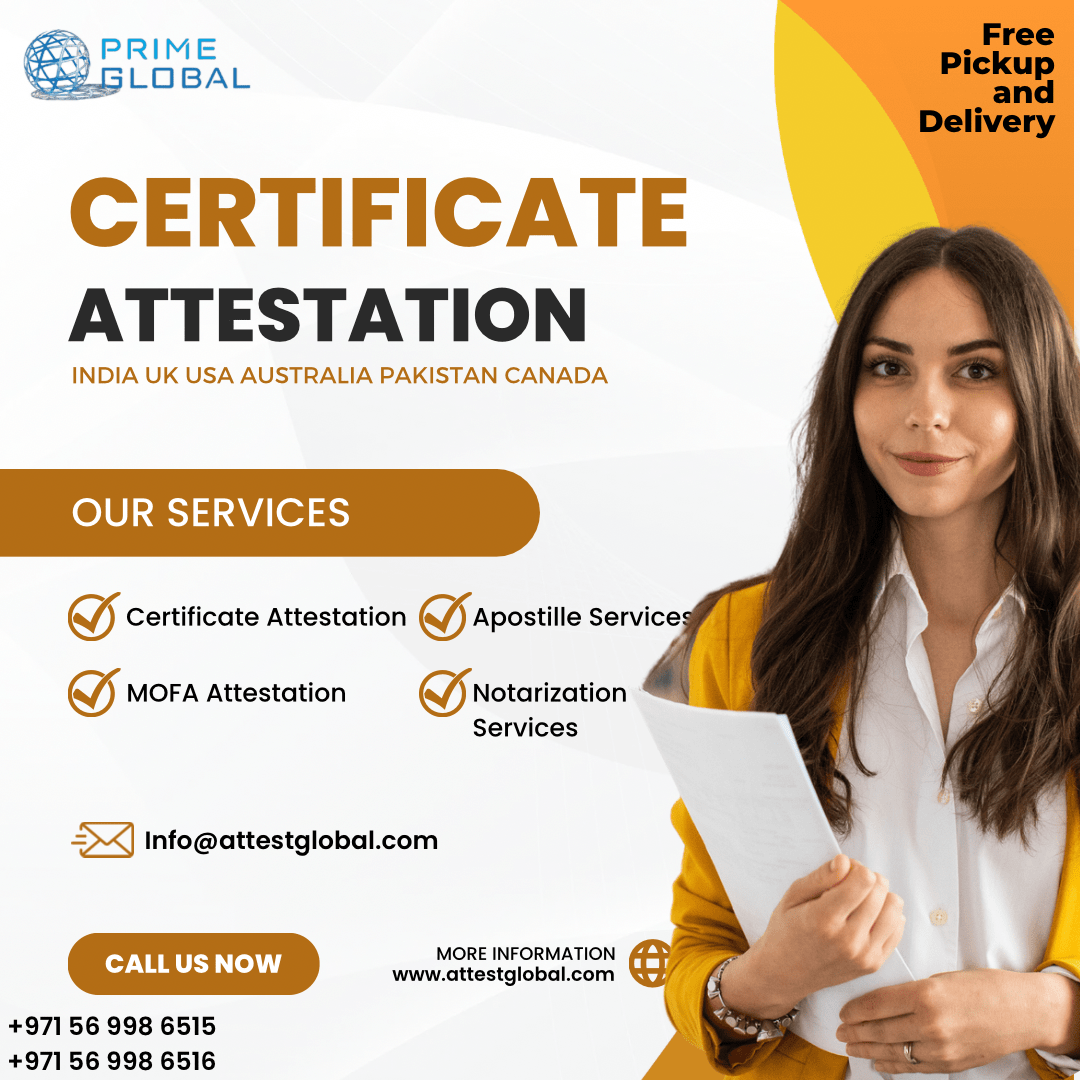 PRIME
GLOBAL
Free
Pickup
and
Delivery
CERTIFICATE
ATTESTATION
INDIA UK USA AUSTRALIA PAKISTAN CANADA
OUR SERVICES
Certificate Attestation
Apostille Services
MOFA Attestation
Notarization
Services
Info@attestglobal.com
CALL US NOW
MORE INFORMATION
www.attestglobal.com
+971 56 998 6515
+971 56 998 6516